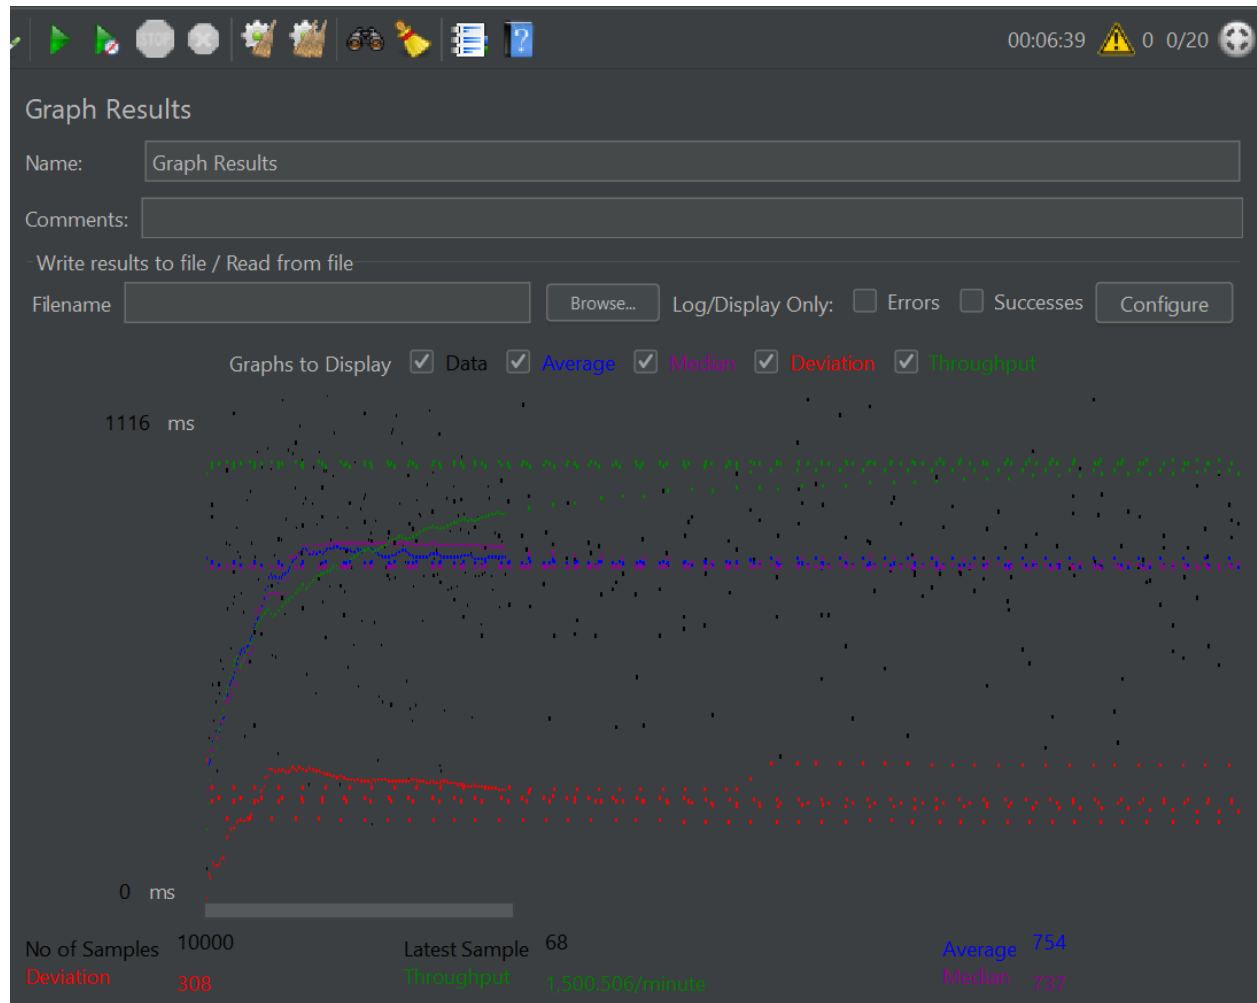 STOP 00:06:39 0 0/20
Graph Results
Name: Graph Results
Comments:
Write results to file / Read from file
Filename Browse... Log/Display Only: Errors Successes Configure
Graphs to Display Data Average Median Deviation Throughput
1116 ms
0 ms
No of Samples 10000 Latest Sample 68 Average 754
Deviation 308 Throughput 1,500.506/minute Median 737